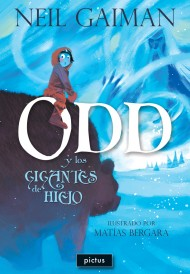 NEIL GAIMAN
ODD
y los
GIGANTES
de HIELO
ILUSTRADO POR
MATÍAS BERGARA
pictus